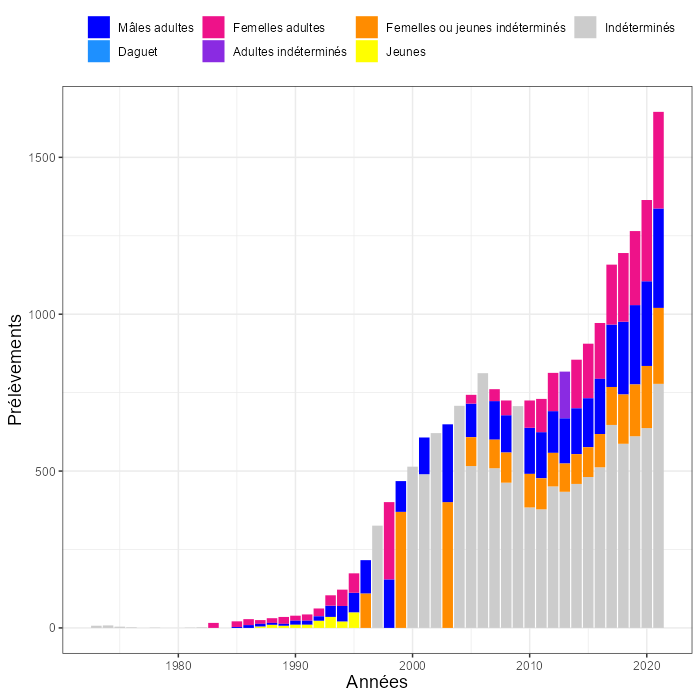 Mâles adultes Femelles adultes Femelles ou jeunes indéterminés Indéterminés
Daguet Adultes indéterminés Jeunes
1500
1000
500
0
Prélèvements
1980 1990 2000 2010 2020
Années